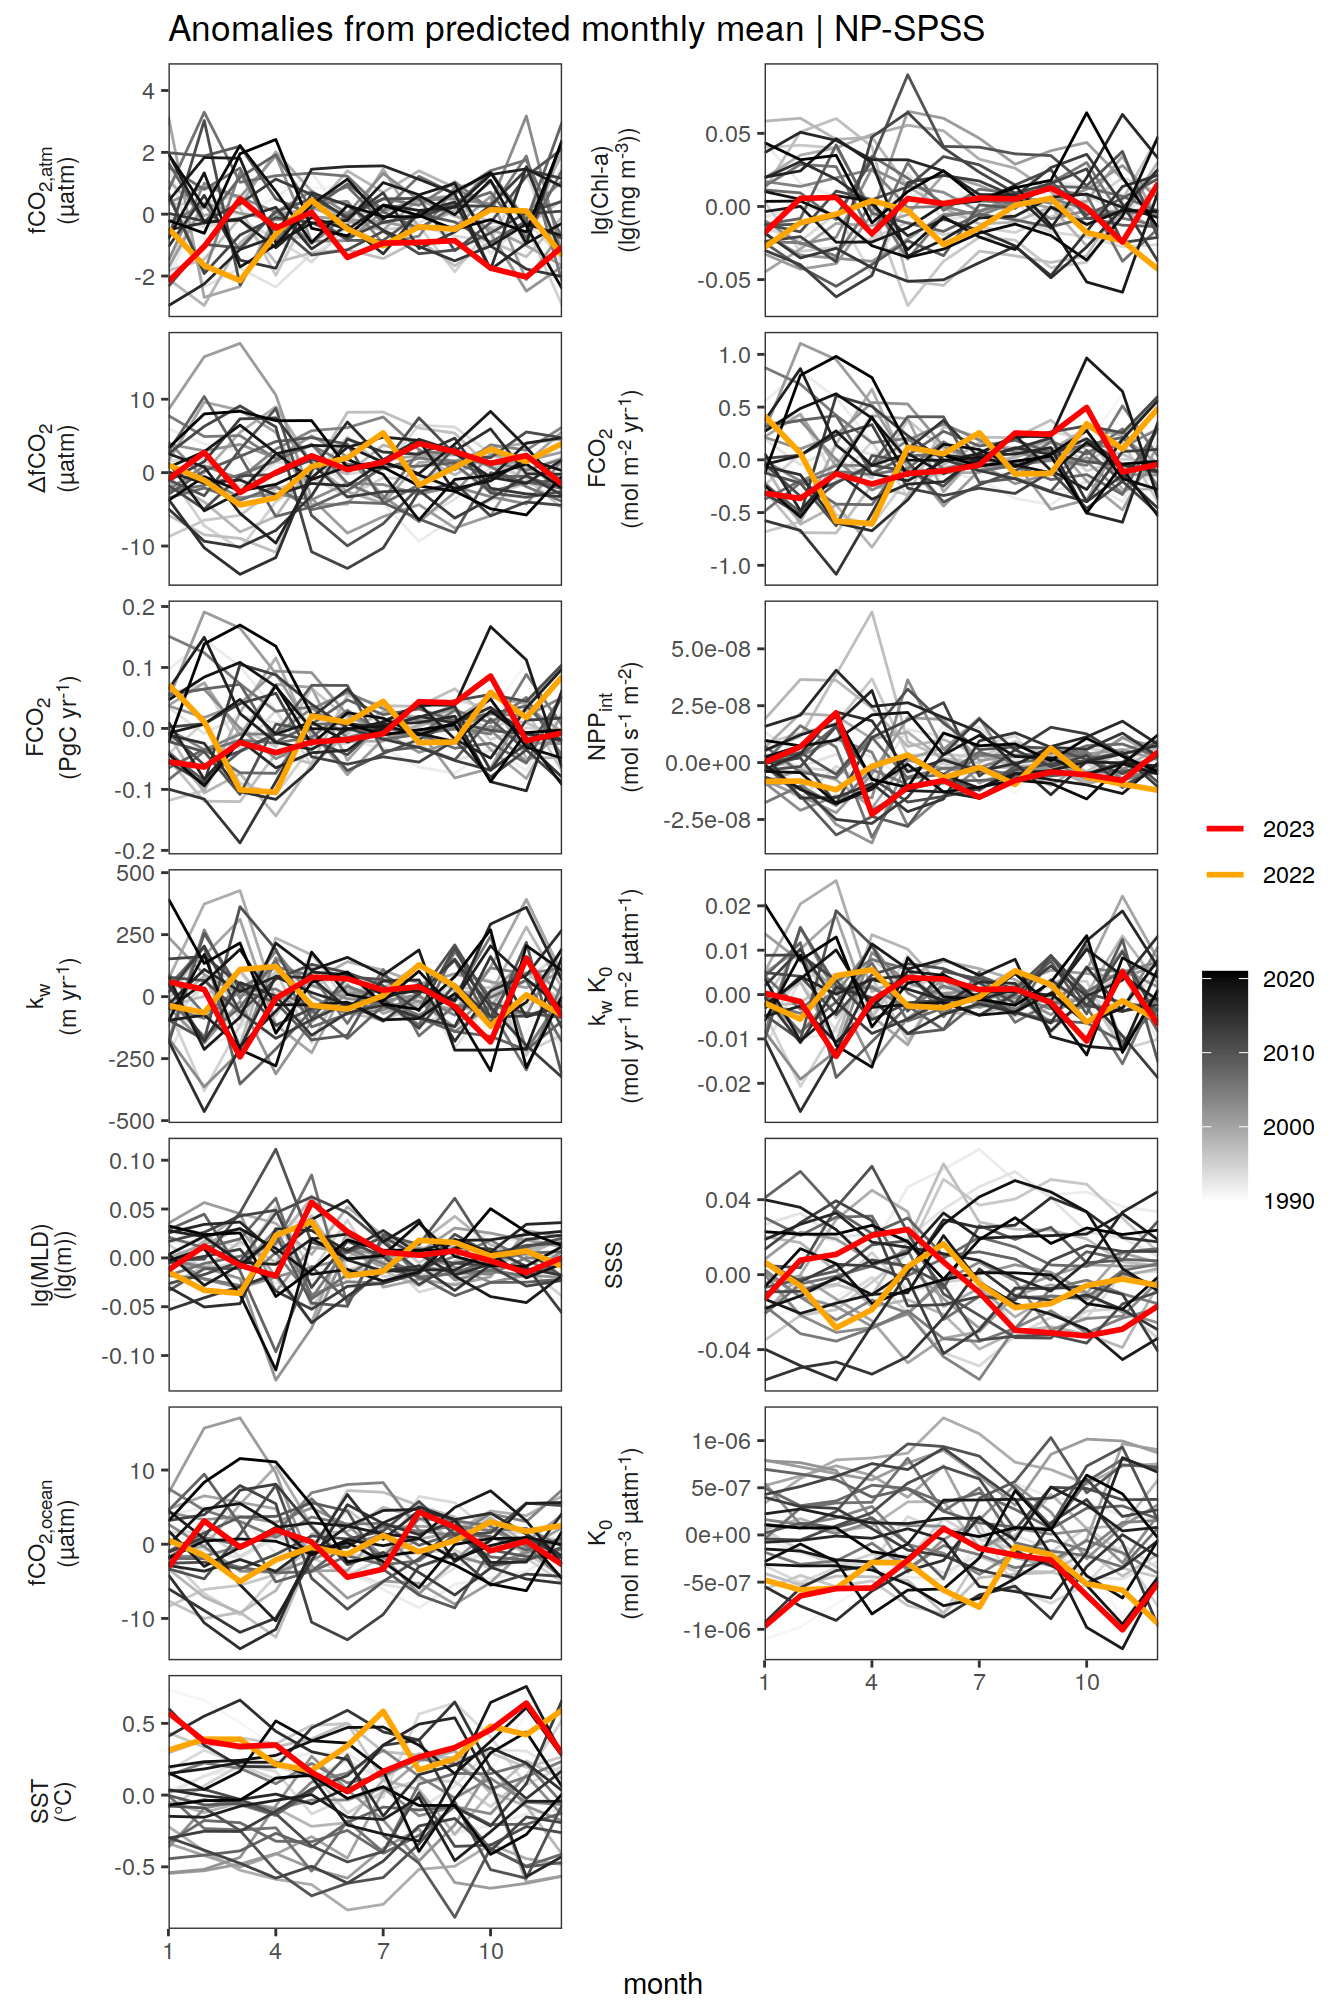 Anomalies from predicted monthly mean | NP-SPSS
fCO2,atm
(µatm)
4
2
0
-2
lg(Chl-a)
(lg(mg m-3))
0.05
0.00
-0.05
ΔfCO2
(µatm)
10
0
-10
FCO2
(mol m-2 yr-1)
1.0
0.5
0.0
-0.5
-1.0
FCO2
(PgC yr-1)
0.2
0.1
0.0
-0.1
-0.2
NPPint
(mol s-1 m-2)
5.0e-08
2.5e-08
0.0e+00
-2.5e-08
kw
(m yr-1)
500
250
0
-250
-500
kw K0
(mol yr-1 m-2 µatm-1)
0.02
0.01
0.00
-0.01
-0.02
lg(MLD)
(lg(m))
0.10
0.05
0.00
-0.05
-0.10
SSS
0.04
0.00
-0.04
fCO2,ocean
(µatm)
10
0
-10
K0
(mol m-3 µatm-1)
1e-06
5e-07
0e+00
-5e-07
-1e-06
1
4
7
10
SST
(°C)
0.5
0.0
-0.5
1
4
7
10
month
2023
2022
2020
2010
2000
1990